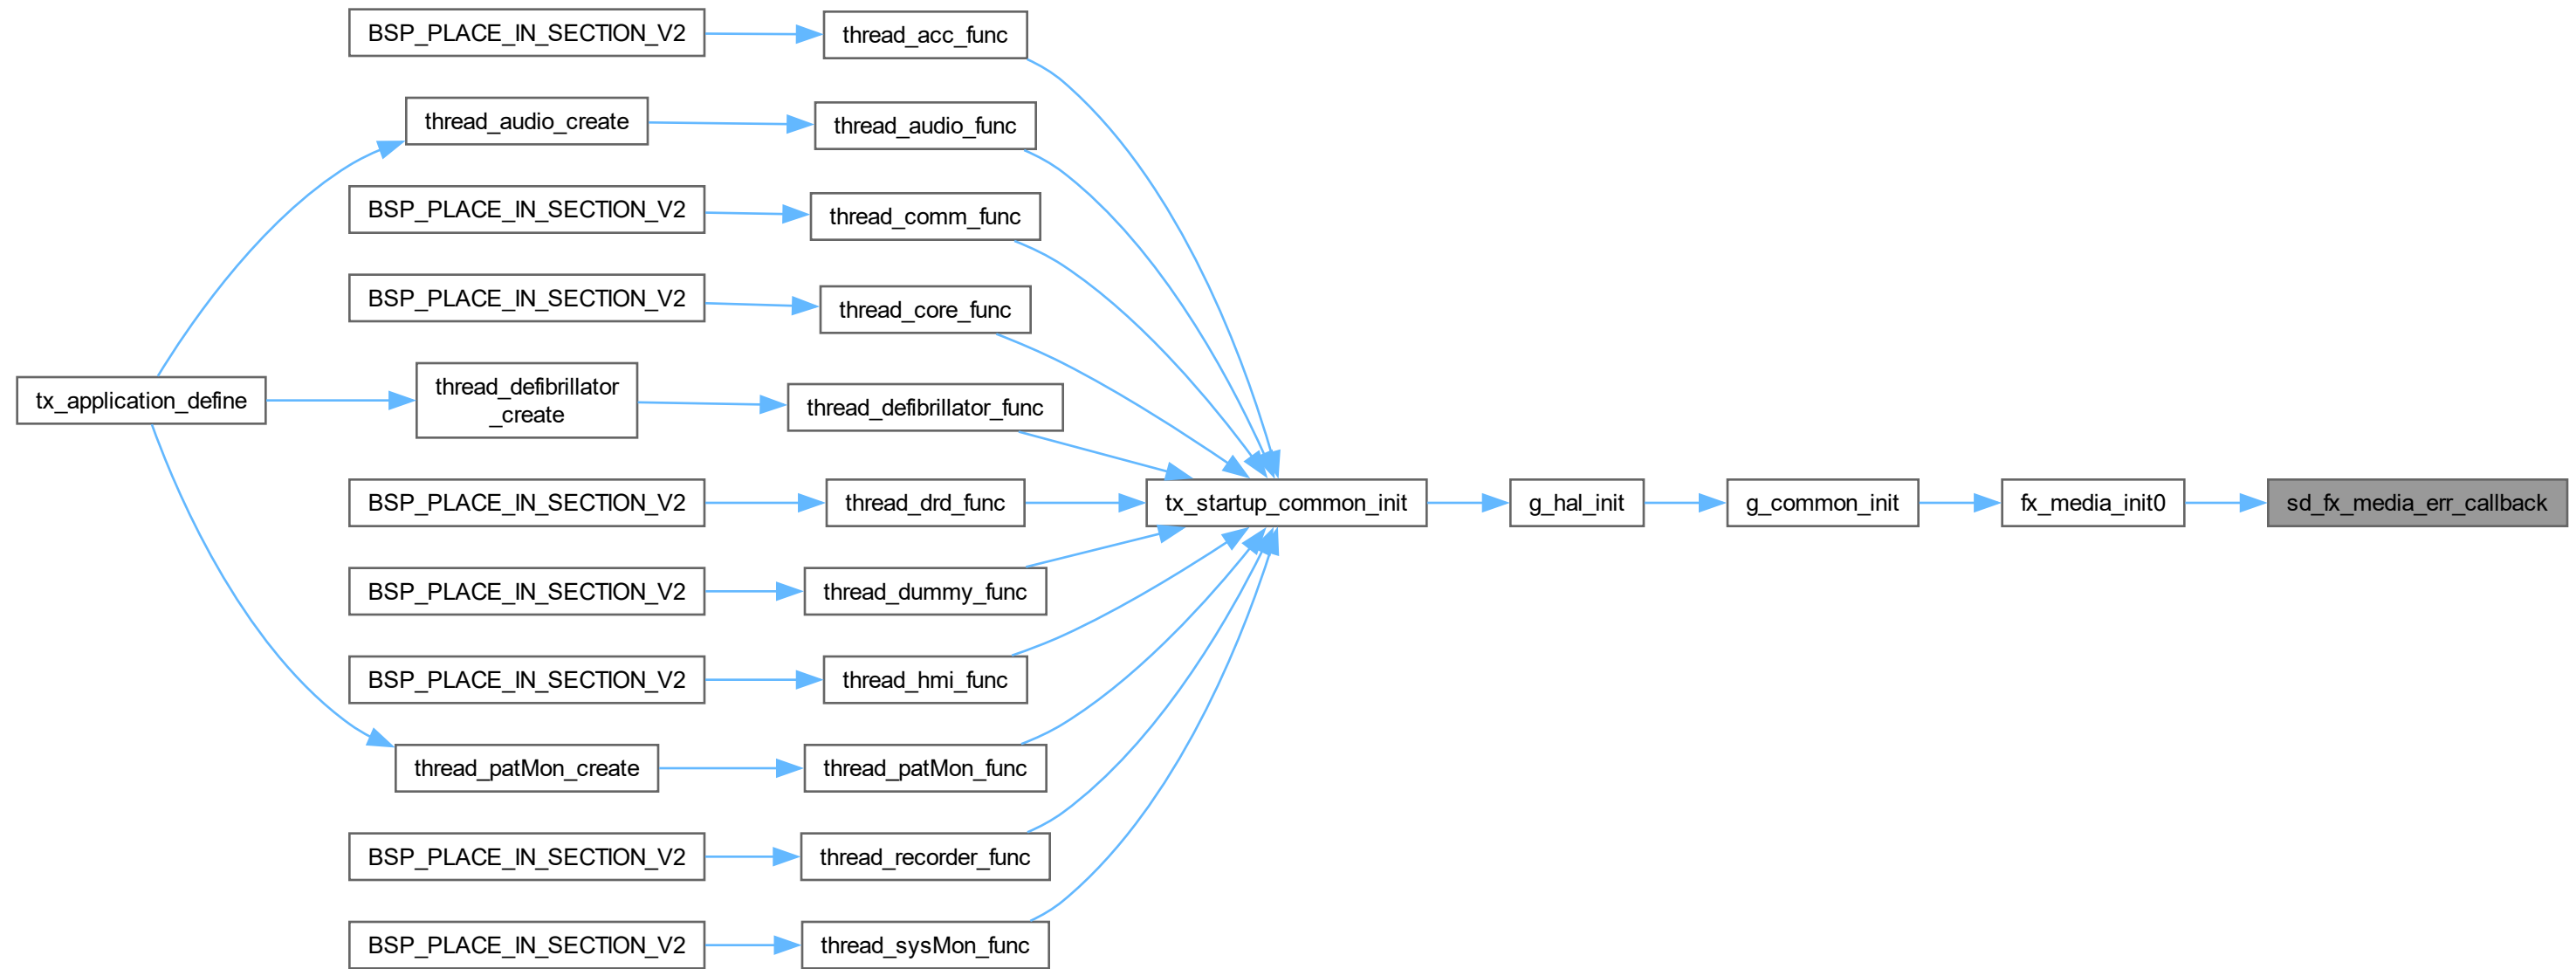 BSP_PLACE_IN_SECTION_V2
thread_acc_func
thread_audio_create
thread_audio_func
BSP_PLACE_IN_SECTION_V2
thread_comm_func
BSP_PLACE_IN_SECTION_V2
thread_core_func
tx_application_define
thread_defibrillator
_create
thread_defibrillator_func
BSP_PLACE_IN_SECTION_V2
thread_drd_func
tx_startup_common_init
g_hal_init
g_common_init
fx_media_init0
sd_fx_media_err_callback
BSP_PLACE_IN_SECTION_V2
thread_dummy_func
BSP_PLACE_IN_SECTION_V2
thread_hmi_func
thread_patMon_create
thread_patMon_func
BSP_PLACE_IN_SECTION_V2
thread_recorder_func
BSP_PLACE_IN_SECTION_V2
thread_sysMon_func